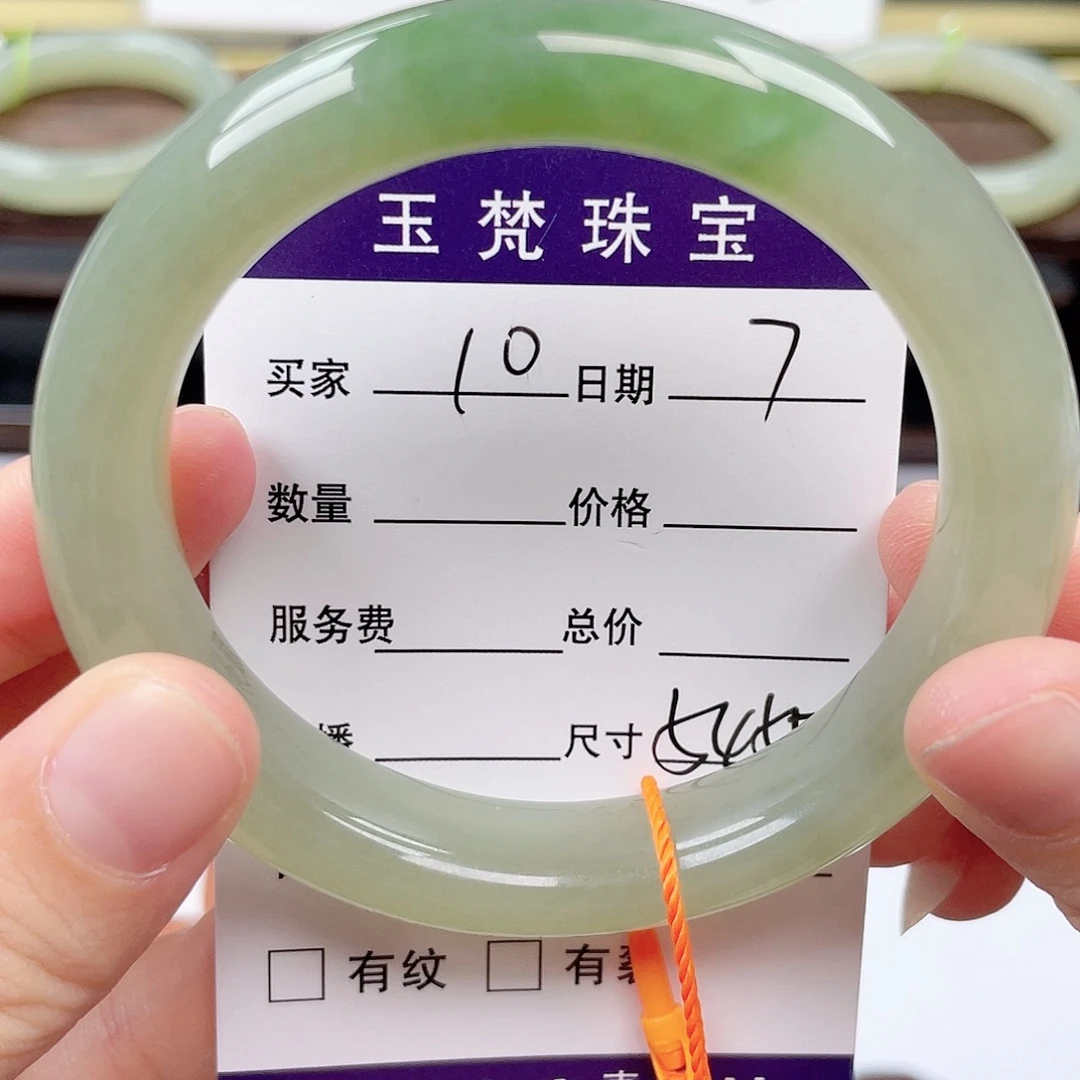 玉梵珠宝
买家 10 日期 7
数量 价格
服务费 总价
播 尺寸
有纹 有裂